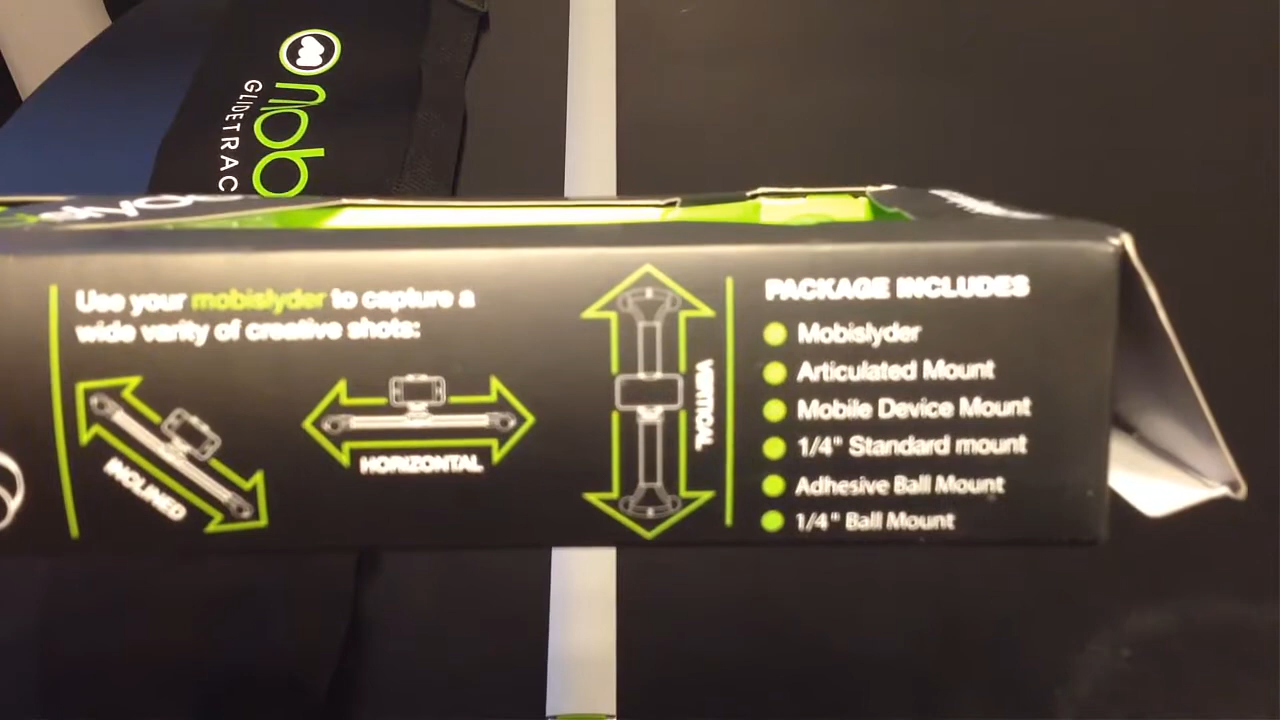 GLIDETRAC
Use your mobislyder to capture a
wide varity of creative shots:
INCLINED
HORIZONTAL
VERTICAL
PACKAGE INCLUDES
Mobislyder
Articulated Mount
Mobile Device Mount
1/4" Standard mount
Adhesive Ball Mount
1/4" Ball Mount